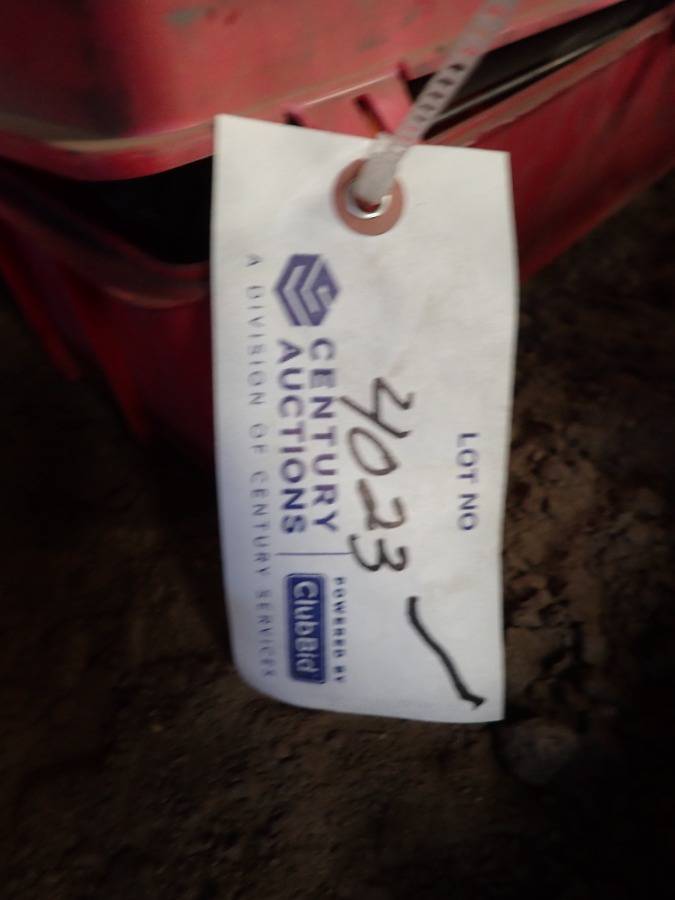 LOT NO
4023
CENTURY
AUCTIONS
POWERED BY
ClubBid
A DIVISION OF CENTURY SERVICES